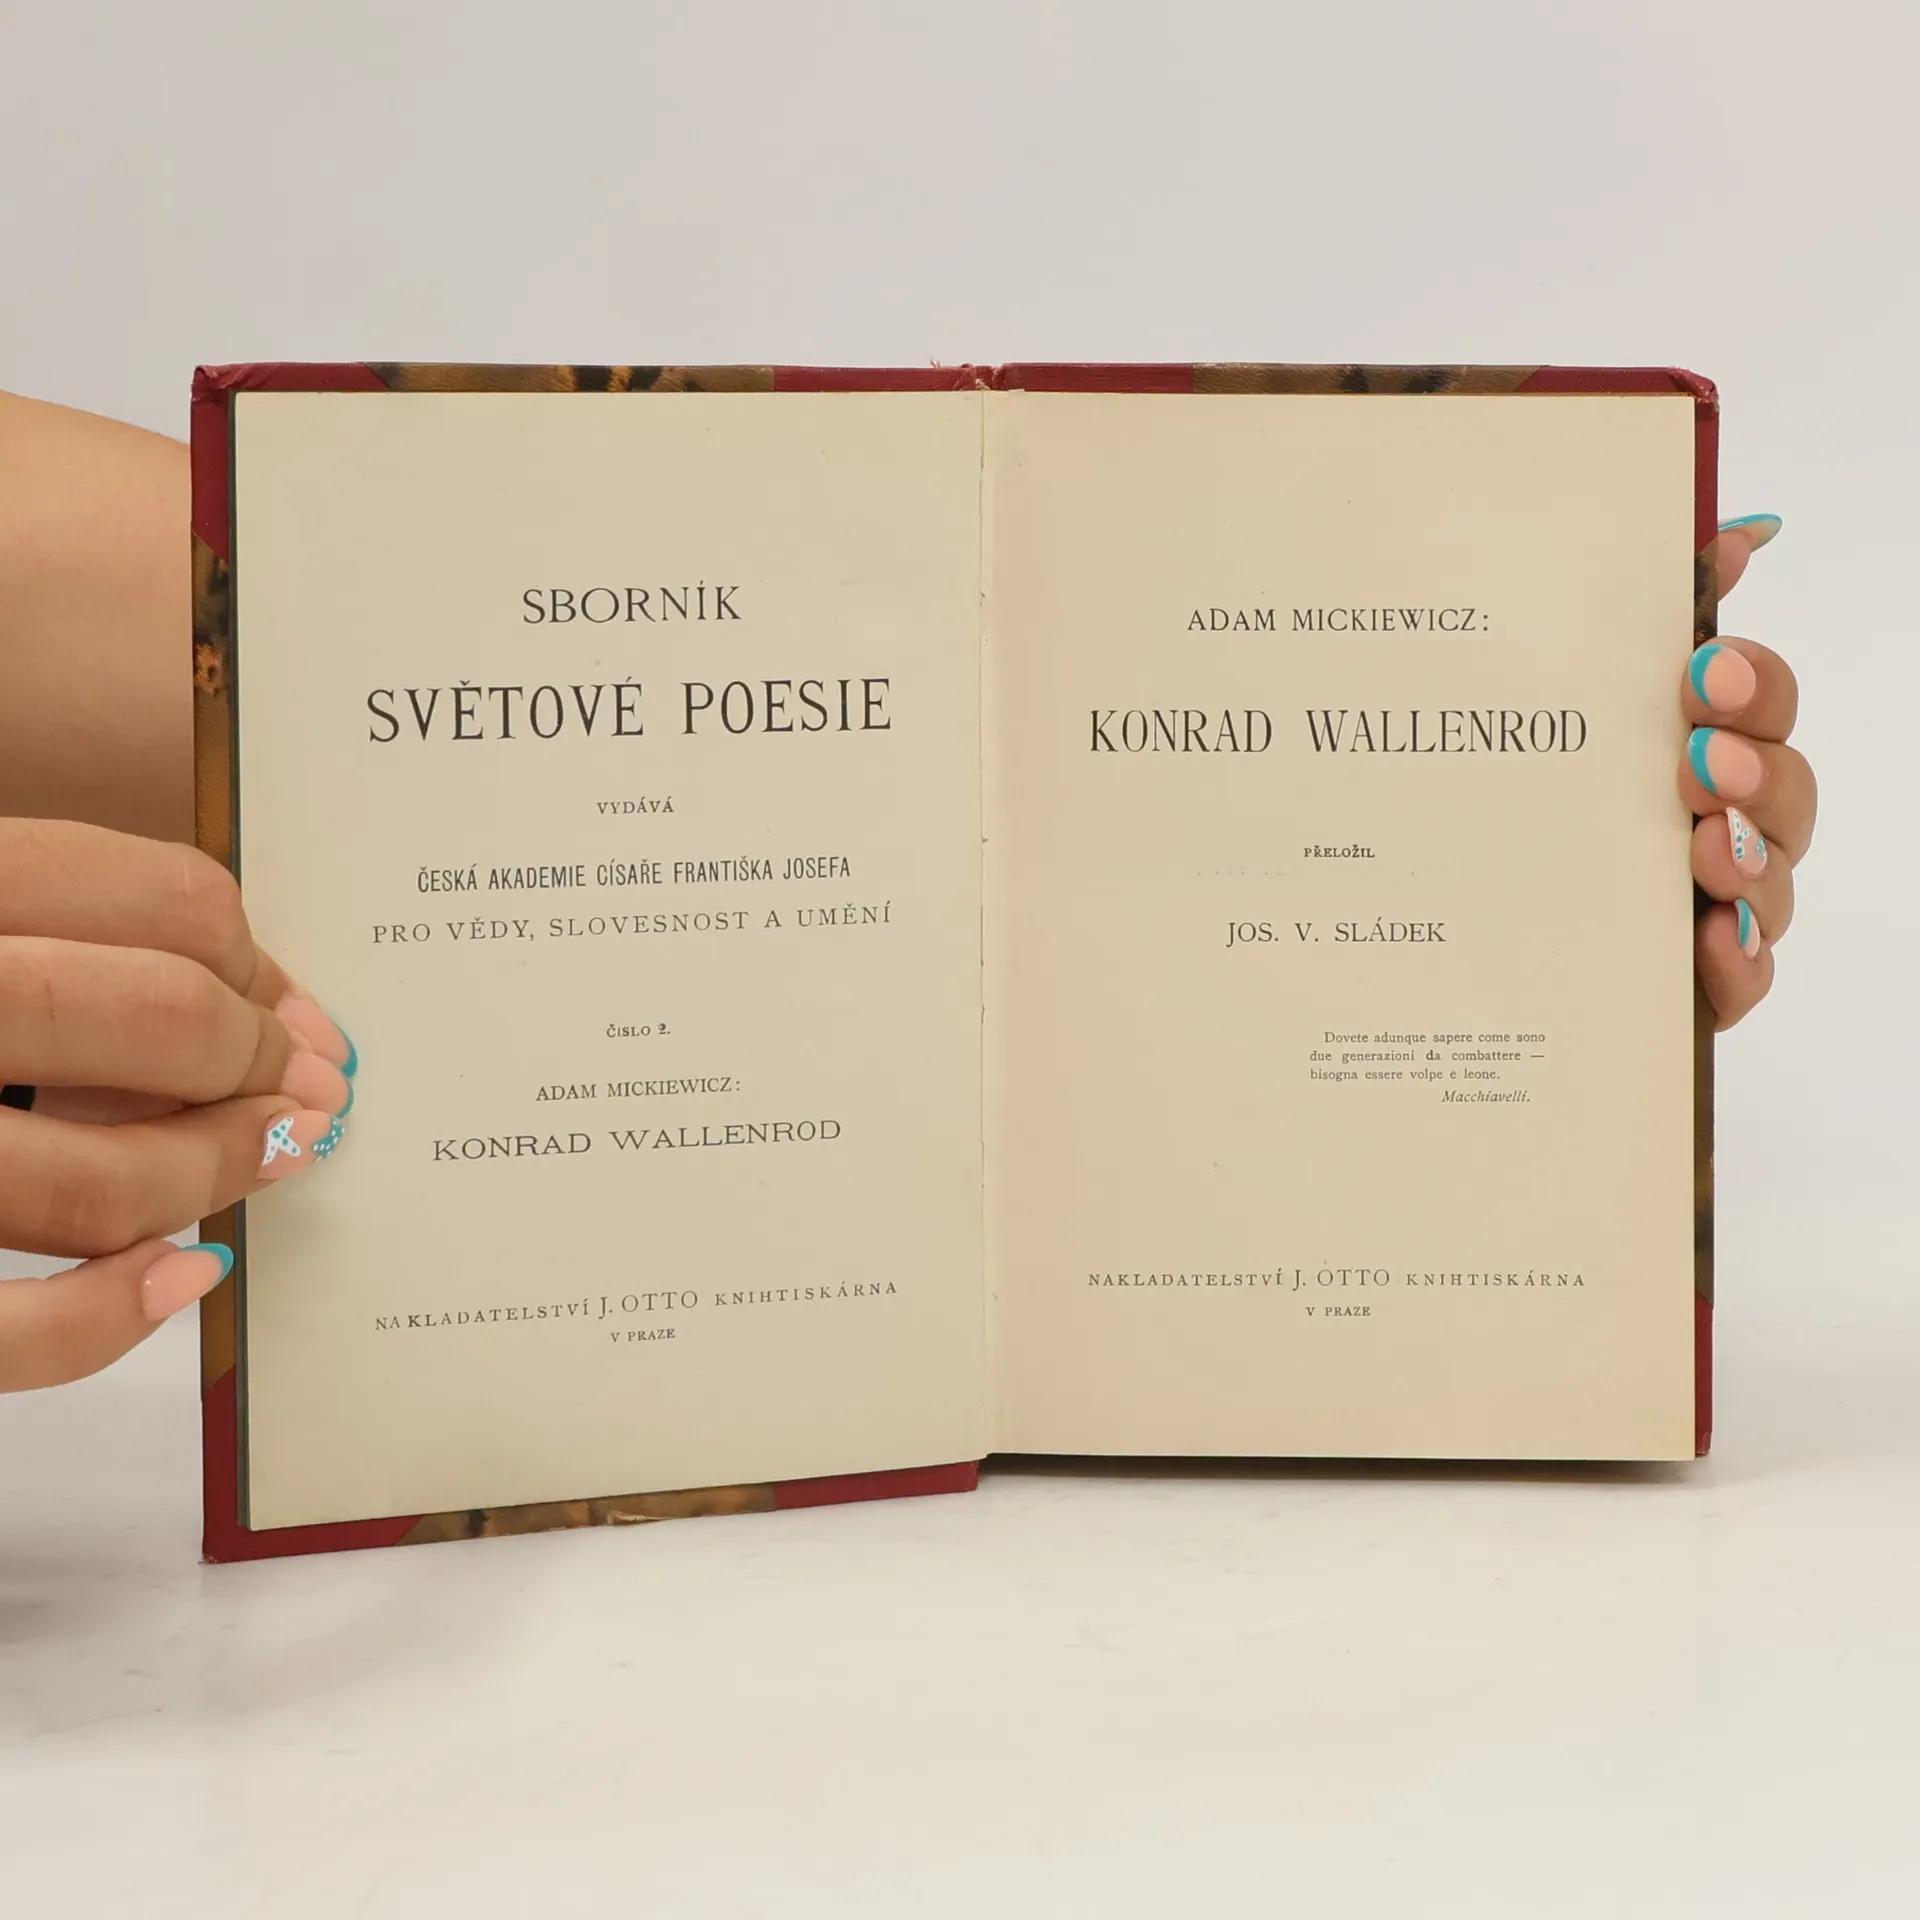 SBORNÍK
SVĚTOVÉ POESIE
VYDÁVÁ
ČESKÁ AKADEMIE CÍSAŘE FRANTIŠKA JOSEFA
PRO VĚDY, SLOVESNOST A UMĚNÍ
ČÍSLO 2.
ADAM MICKIEWICZ:
KONRAD WALLENROD
NAKLADATELSTVÍ J. OTTO KNIHTISKÁRNA
V PRAZE
ADAM MICKIEWICZ:
KONRAD WALLENROD
PŘELOŽIL
JOS. V. SLÁDEK
Dovete adunque sapere come sono
due generazioni da combattere —
bisogna essere volpe e leone.
Macchiavelli.
NAKLADATELSTVÍ J. OTTO KNIHTISKÁRNA
V PRAZE